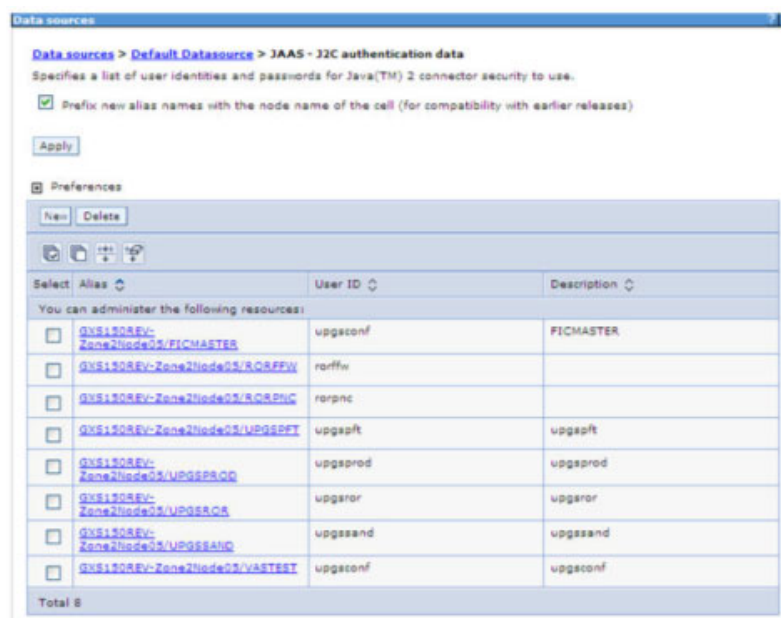 Data sources
?
Data sources > Default Datasource > JAAS - J2C authentication data
Specifies a list of user identities and passwords for Java(TM) 2 connector security to use.
Prefix new alias names with the node name of the cell (for compatibility with earlier releases)
Apply
Preferences
New Delete
Select Alias User ID Description
You can administer the following resources:
GXS150REV-
Zone2Node05/FICMASTER upgsconf FICMASTER
GXS150REV-Zone2Node05/RORFFW rorffw
GXS150REV-Zone2Node05/RORPNC rorpnc
GXS150REV-Zone2Node05/UPGSPFT upgspft upgspft
GXS150REV-
Zone2Node05/UPGSPROD upgsprod upgsprod
GXS150REV-
Zone2Node05/UPGSROR upgsror upgsror
GXS150REV-
Zone2Node05/UPGSSAND upgssand upgssand
GXS150REV-Zone2Node05/VASTEST upgsconf upgsconf
Total 8